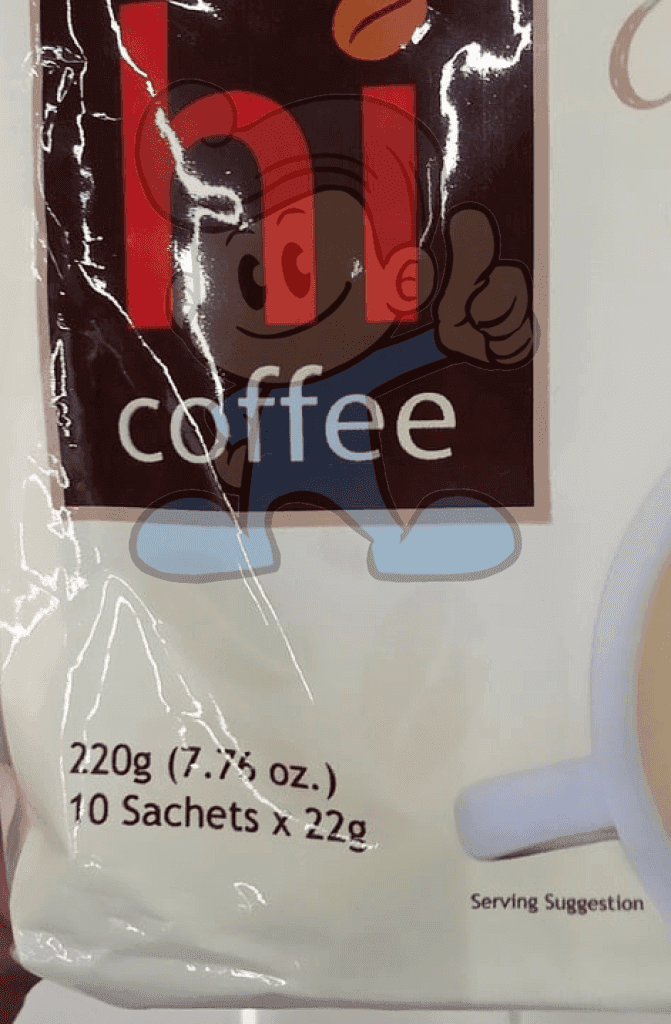 hi
coffee
220g (7.76 oz.)
10 Sachets x 22g
Serving Suggestion